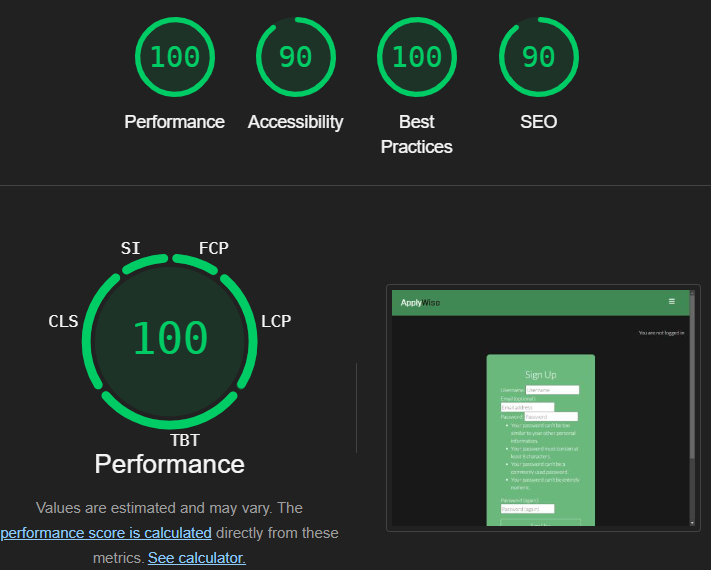 100
90
100
90
Performance
Accessibility
Best
Practices
SEO
SI
FCP
CLS
LCP
100
TBT
Performance
Values are estimated and may vary. The
performance score is calculated directly from these
metrics. See calculator.
ApplyWise
You are not logged in
Sign Up
Username: Username
Email (optional):
Email address
Password: Password
Your password can't be too
similar to your other personal
information.
Your password must contain at
least 8 characters.
Your password can't be a
commonly used password.
Your password can't be entirely
numeric.
Password (again):
Password (again)